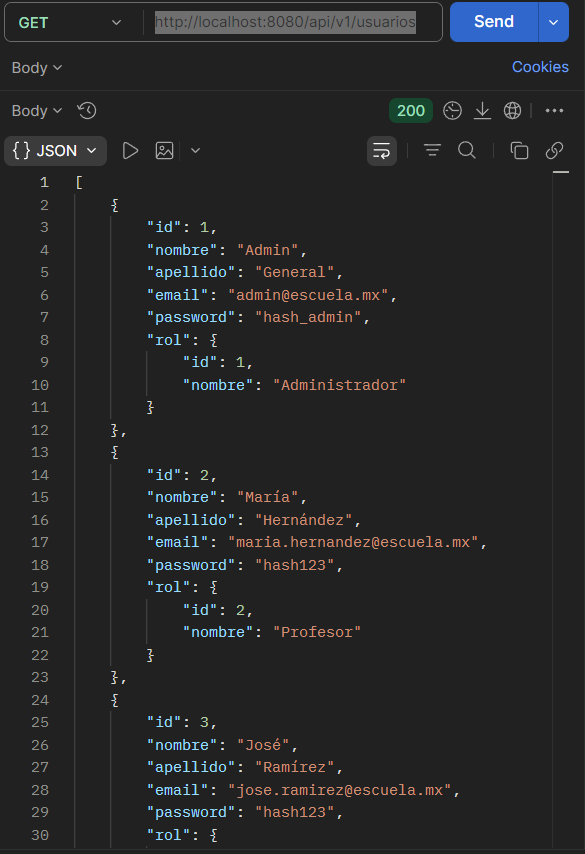 GET http://localhost:8080/api/v1/usuarios Send
Body Cookies
Body 200
{} JSON
1 [
2 {
3 "id": 1,
4 "nombre": "Admin",
5 "apellido": "General",
6 "email": "admin@escuela.mx",
7 "password": "hash_admin",
8 "rol": {
9 "id": 1,
10 "nombre": "Administrador"
11 }
12 },
13 {
14 "id": 2,
15 "nombre": "María",
16 "apellido": "Hernández",
17 "email": "maria.hernandez@escuela.mx",
18 "password": "hash123",
19 "rol": {
20 "id": 2,
21 "nombre": "Profesor"
22 }
23 },
24 {
25 "id": 3,
26 "nombre": "José",
27 "apellido": "Ramírez",
28 "email": "jose.ramirez@escuela.mx",
29 "password": "hash123",
30 "rol": {